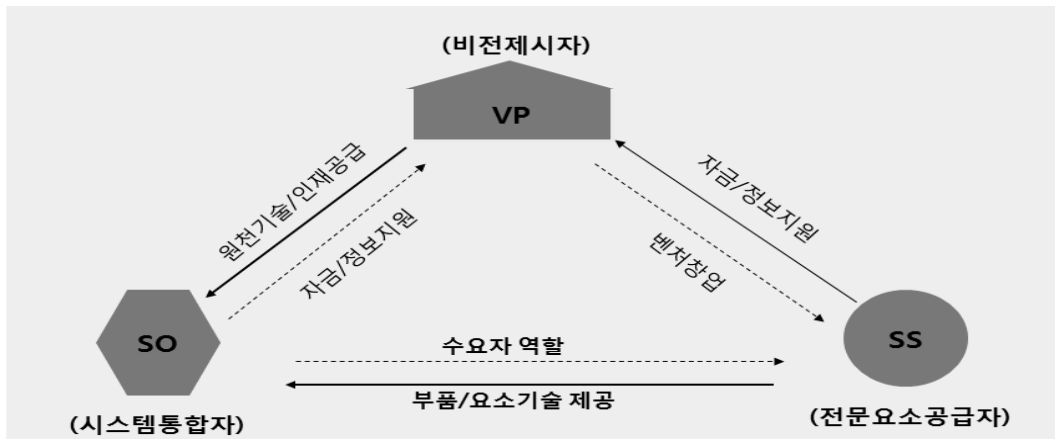 (비전제시자)
VP
원천기술/인재공급
자금/정보지원
자금/정보지원
벤처창업
SO
수요자 역할
SS
부품/요소기술 제공
(시스템통합자)
(전문요소공급자)